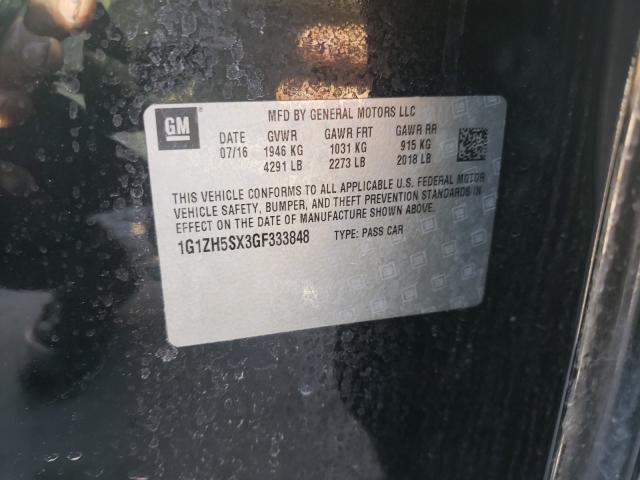 GM
MFD BY GENERAL MOTORS LLC
DATE GVWR GAWR FRT GAWR RR
07/16 1946 KG 1031 KG 915 KG
4291 LB 2273 LB 2018 LB
THIS VEHICLE CONFORMS TO ALL APPLICABLE U.S. FEDERAL MOTOR
VEHICLE SAFETY, BUMPER, AND THEFT PREVENTION STANDARDS IN
EFFECT ON THE DATE OF MANUFACTURE SHOWN ABOVE.
1G1ZH5SX3GF333848 TYPE: PASS CAR